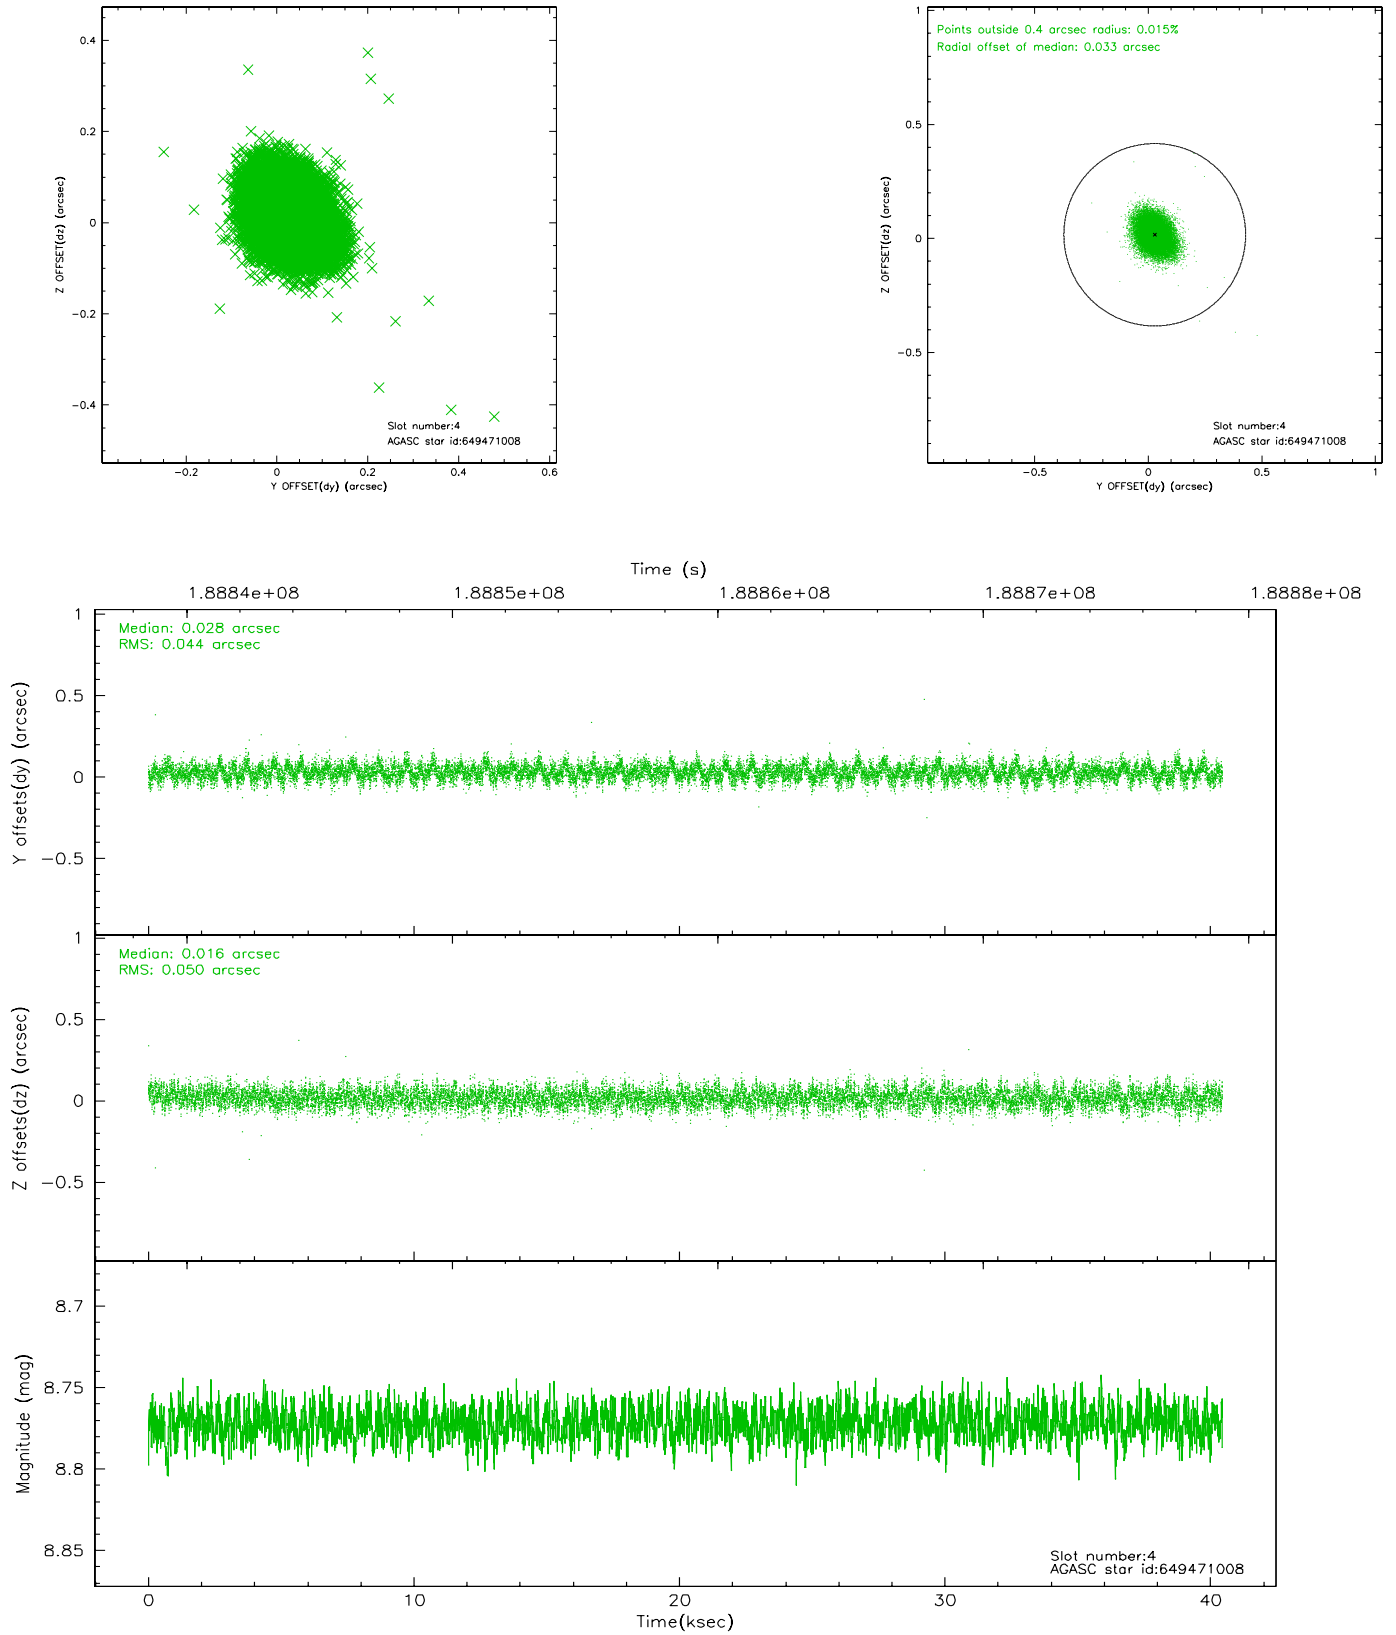 0.4
0.2
0
−0.2
−0.4
Z OFFSET(dz) (arcsec)
−0.2 0 0.2 0.4 0.6
Y OFFSET(dy) (arcsec)
Slot number:4
AGASC star id:649471008
Points outside 0.4 arcsec radius: 0.015%
Radial offset of median: 0.033 arcsec
1
0.5
0
−0.5
Z OFFSET(dz) (arcsec)
−0.5 0 0.5 1
Y OFFSET(dy) (arcsec)
Slot number:4
AGASC star id:649471008
Time (s)
1.8884e+08 1.8885e+08 1.8886e+08 1.8887e+08 1.8888e+08
Median: 0.028 arcsec
RMS: 0.044 arcsec
1
0.5
0
−0.5
Y offsets(dy) (arcsec)
Median: 0.016 arcsec
RMS: 0.050 arcsec
1
0.5
0
−0.5
Z offsets(dz) (arcsec)
8.7
8.75
8.8
8.85
Magnitude (mag)
Slot number:4
AGASC star id:649471008
0 10 20 30 40
Time(ksec)